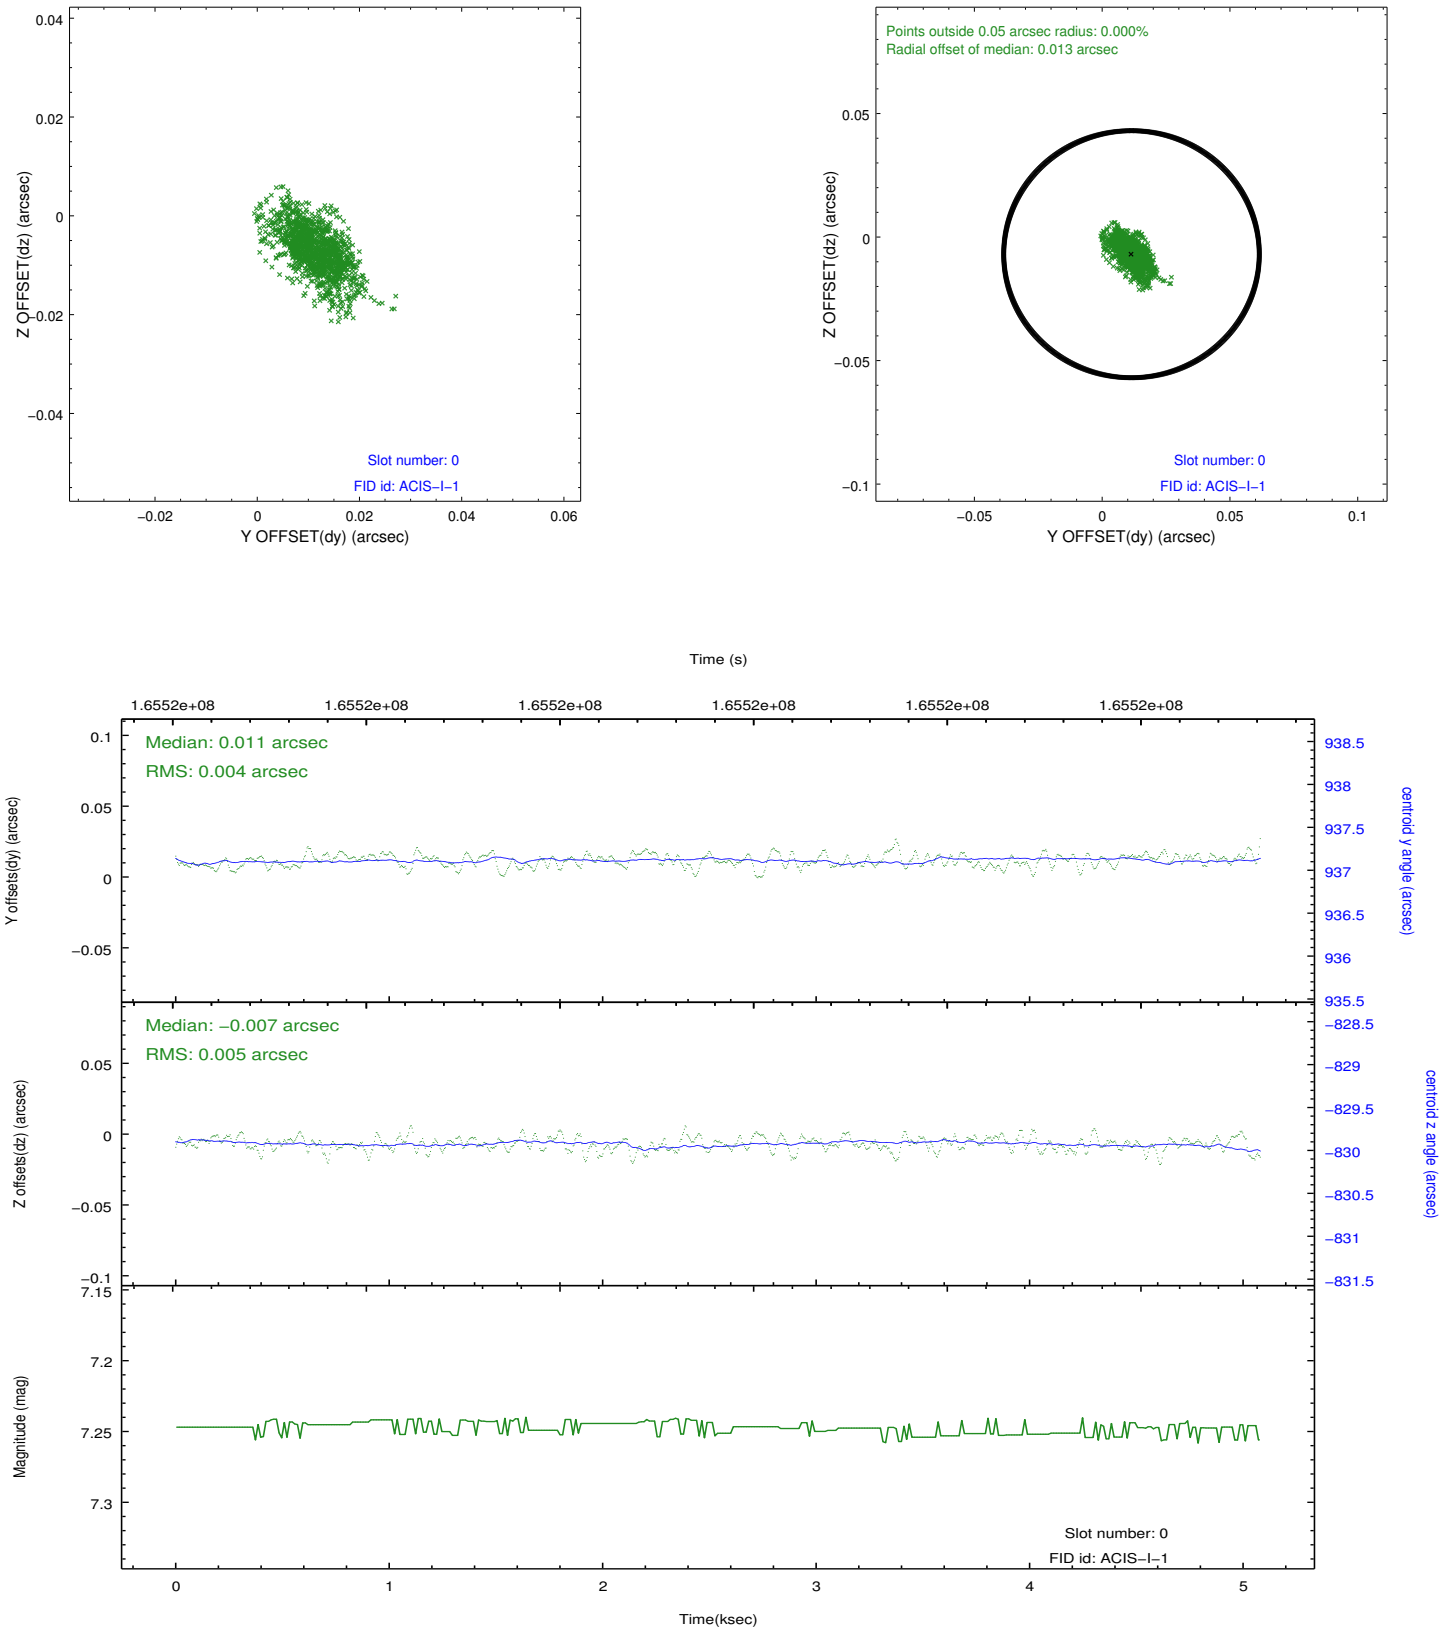 0.04
0.02
0
−0.02
−0.04
Z OFFSET(dz) (arcsec)
Slot number: 0
FID id: ACIS−I−1
−0.02 0 0.02 0.04 0.06
Y OFFSET(dy) (arcsec)
Points outside 0.05 arcsec radius: 0.000%
Radial offset of median: 0.013 arcsec
0.05
0
−0.05
−0.1
Z OFFSET(dz) (arcsec)
Slot number: 0
FID id: ACIS−I−1
−0.05 0 0.05 0.1
Y OFFSET(dy) (arcsec)
Time (s)
1.6552e+08 1.6552e+08 1.6552e+08 1.6552e+08 1.6552e+08 1.6552e+08
Median: 0.011 arcsec
RMS: 0.004 arcsec
0.1
0.05
0
−0.05
Y offsets(dy) (arcsec)
938.5
938
937.5
937
936.5
936
935.5
centroid y angle (arcsec)
Median: −0.007 arcsec
RMS: 0.005 arcsec
0.05
0
−0.05
−0.1
Z offsets(dz) (arcsec)
−828.5
−829
−829.5
−830
−830.5
−831
−831.5
centroid z angle (arcsec)
7.15
7.2
7.25
7.3
Magnitude (mag)
Slot number: 0
FID id: ACIS−I−1
0 1 2 3 4 5
Time(ksec)